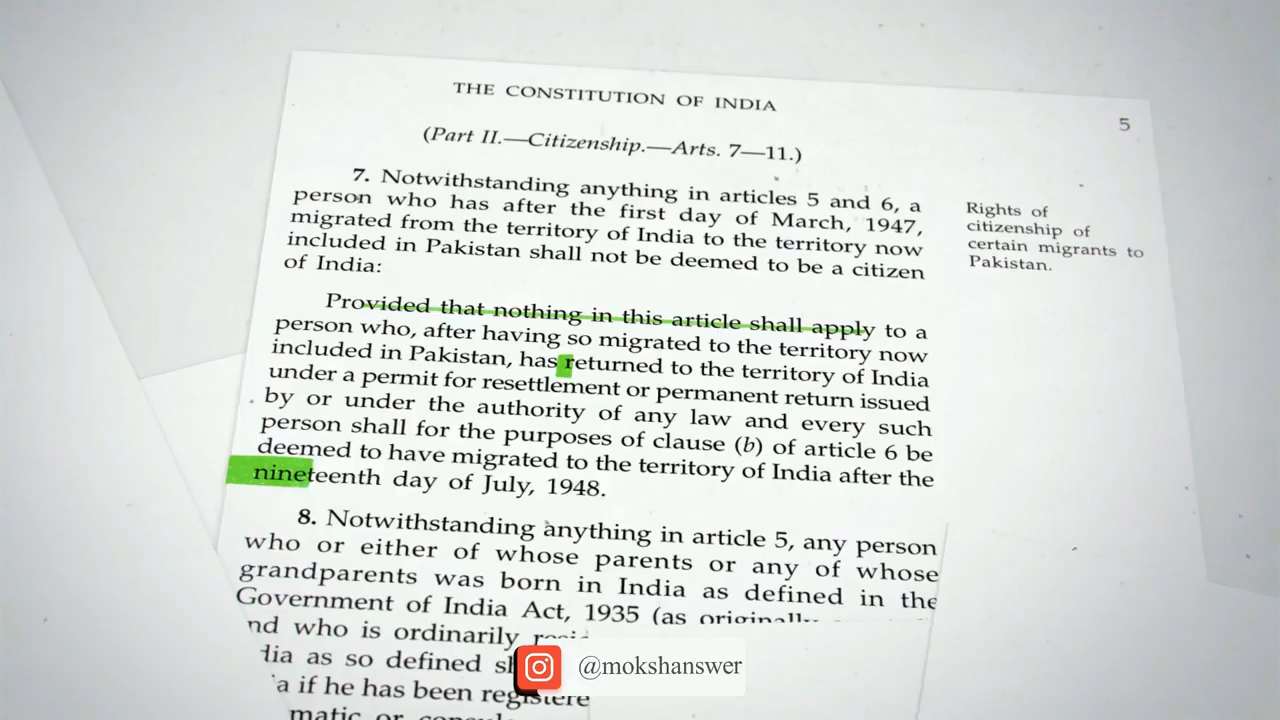 THE CONSTITUTION OF INDIA
5
(Part II.—Citizenship.—Arts. 7—11.)
7. Notwithstanding anything in articles 5 and 6, a
person who has after the first day of March, 1947,
migrated from the territory of India to the territory now
included in Pakistan shall not be deemed to be a citizen
of India:
Rights of
citizenship of
certain migrants to
Pakistan.
Provided that nothing in this article shall apply to a
person who, after having so migrated to the territory now
included in Pakistan, has returned to the territory of India
under a permit for resettlement or permanent return issued
by or under the authority of any law and every such
person shall for the purposes of clause (b) of article 6 be
deemed to have migrated to the territory of India after the
nineteenth day of July, 1948.
8. Notwithstanding anything in article 5, any person
who or either of whose parents or any of whose
grandparents was born in India as defined in the
Government of India Act, 1935 (as originally
nd who is ordinarily
dia as so defined
a if he has been registere
matic or
@mokshanswer